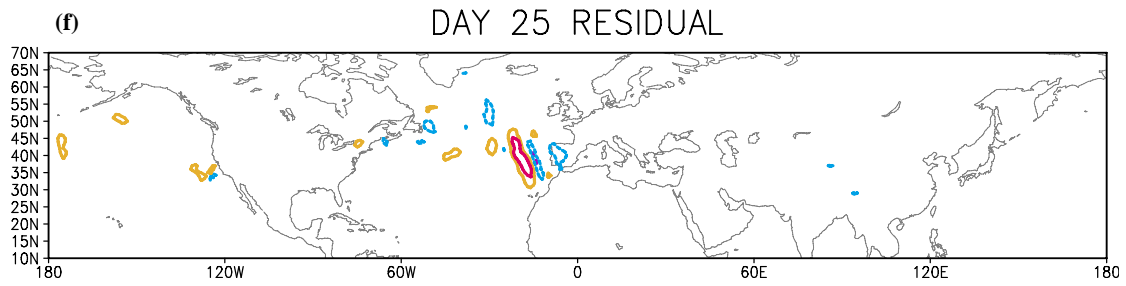 (f)
DAY 25 RESIDUAL
70N
65N
60N
55N
50N
45N
40N
35N
30N
25N
20N
15N
10N
180 120W 60W 0 60E 120E 180